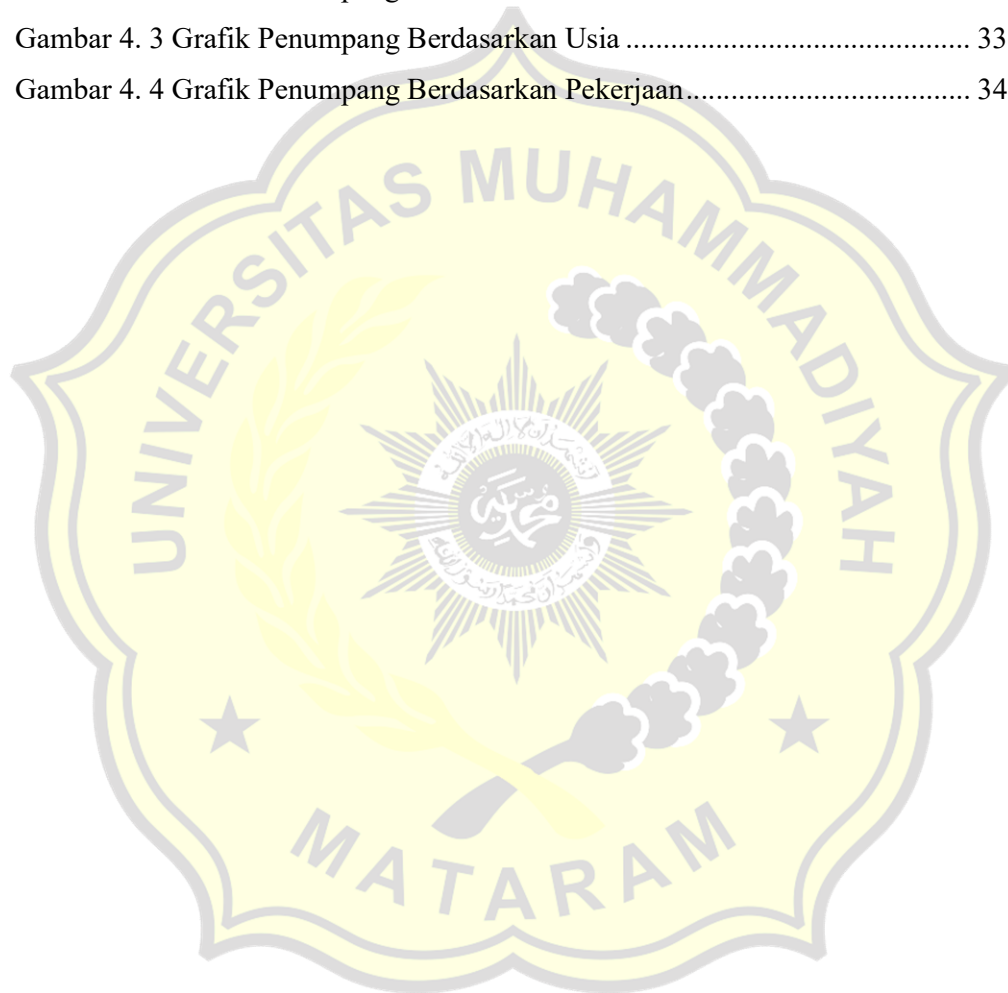 Gambar 4. 3 Grafik Penumpang Berdasarkan Usia ............................................ 33
Gambar 4. 4 Grafik Penumpang Berdasarkan Pekerjaan...................................... 34
UNIVERSITAS MUHAMMADIYAH
MATARAM